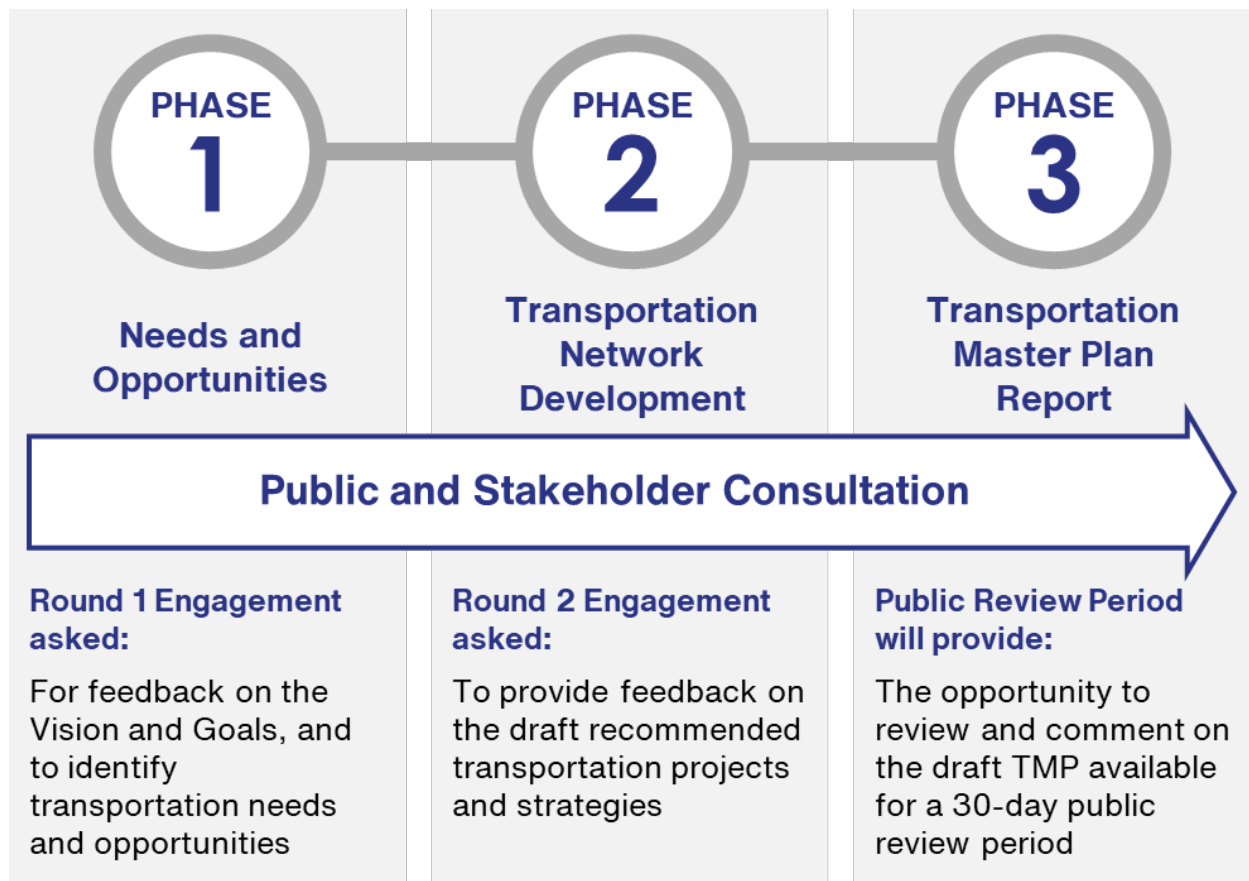 PHASE
1
Needs and
Opportunities
PHASE
2
Transportation
Network
Development
PHASE
3
Transportation
Master Plan
Report
Public and Stakeholder Consultation
Round 1 Engagement
asked:
For feedback on the
Vision and Goals, and
to identify
transportation needs
and opportunities
Round 2 Engagement
asked:
To provide feedback on
the draft recommended
transportation projects
and strategies
Public Review Period
will provide:
The opportunity to
review and comment on
the draft TMP available
for a 30-day public
review period